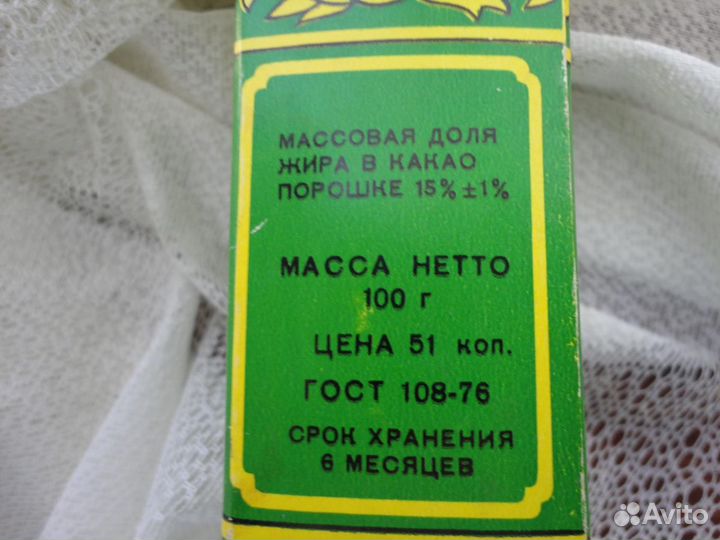 МАССОВАЯ ДОЛЯ
ЖИРА В КАКАО
ПОРОШКЕ 15% ±1%
МАССА НЕТТО
100 г
ЦЕНА 51 коп.
ГОСТ 108-76
СРОК ХРАНЕНИЯ
6 МЕСЯЦЕВ
Avito